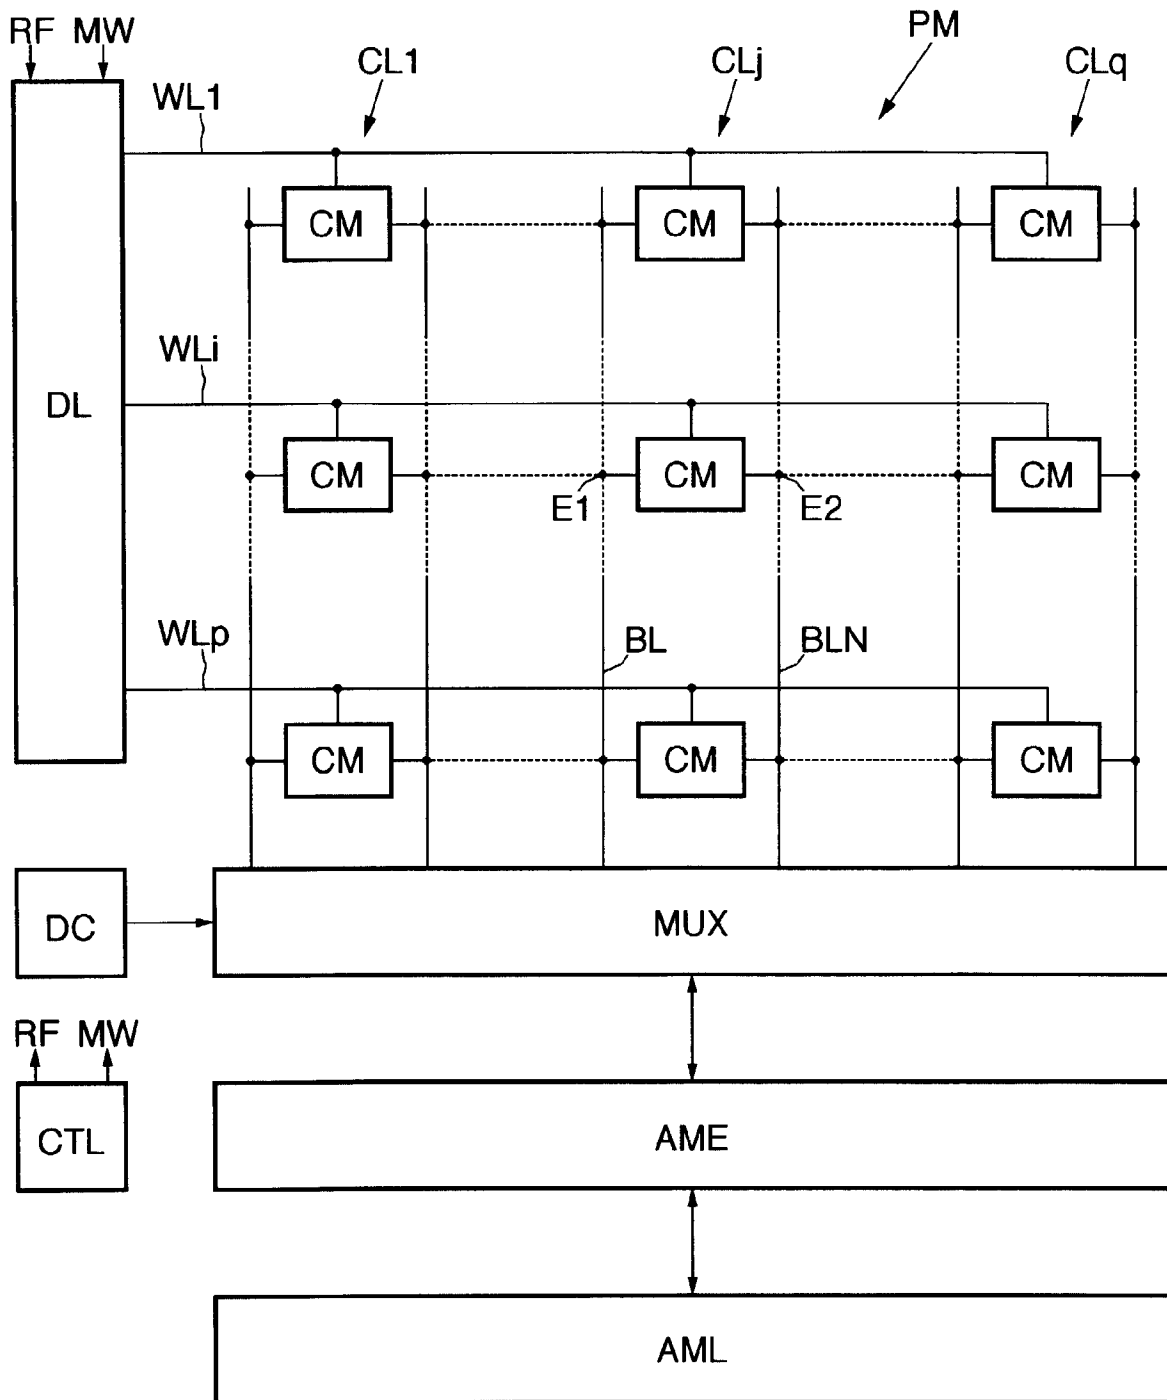 RF MW
PM
CL1
CLj
CLq
WL1
CM CM CM
WLi
DL
CM CM CM
E1 E2
WLp
BL BLN
CM CM CM
DC
MUX
RF MW
CTL
AME
AML